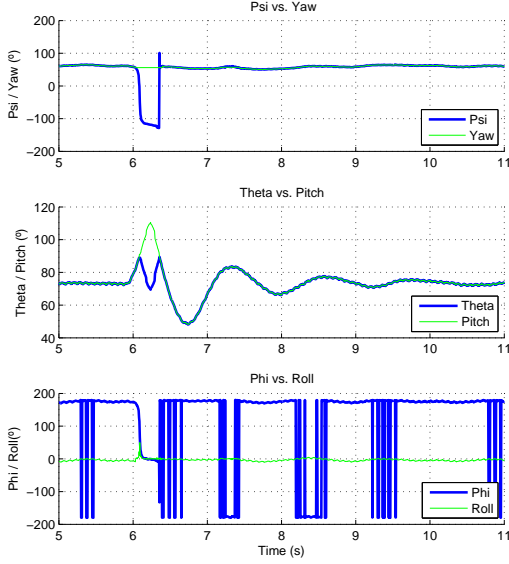 Psi vs. Yaw
Psi / Yaw (º)
200
100
0
−100
−200
5 6 7 8 9 10 11
Psi
Yaw
Theta vs. Pitch
Theta / Pitch (º)
120
100
80
60
40
5 6 7 8 9 10 11
Theta
Pitch
Phi vs. Roll
Phi / Roll(º)
200
100
0
−100
−200
5 6 7 8 9 10 11
Phi
Roll
Time (s)